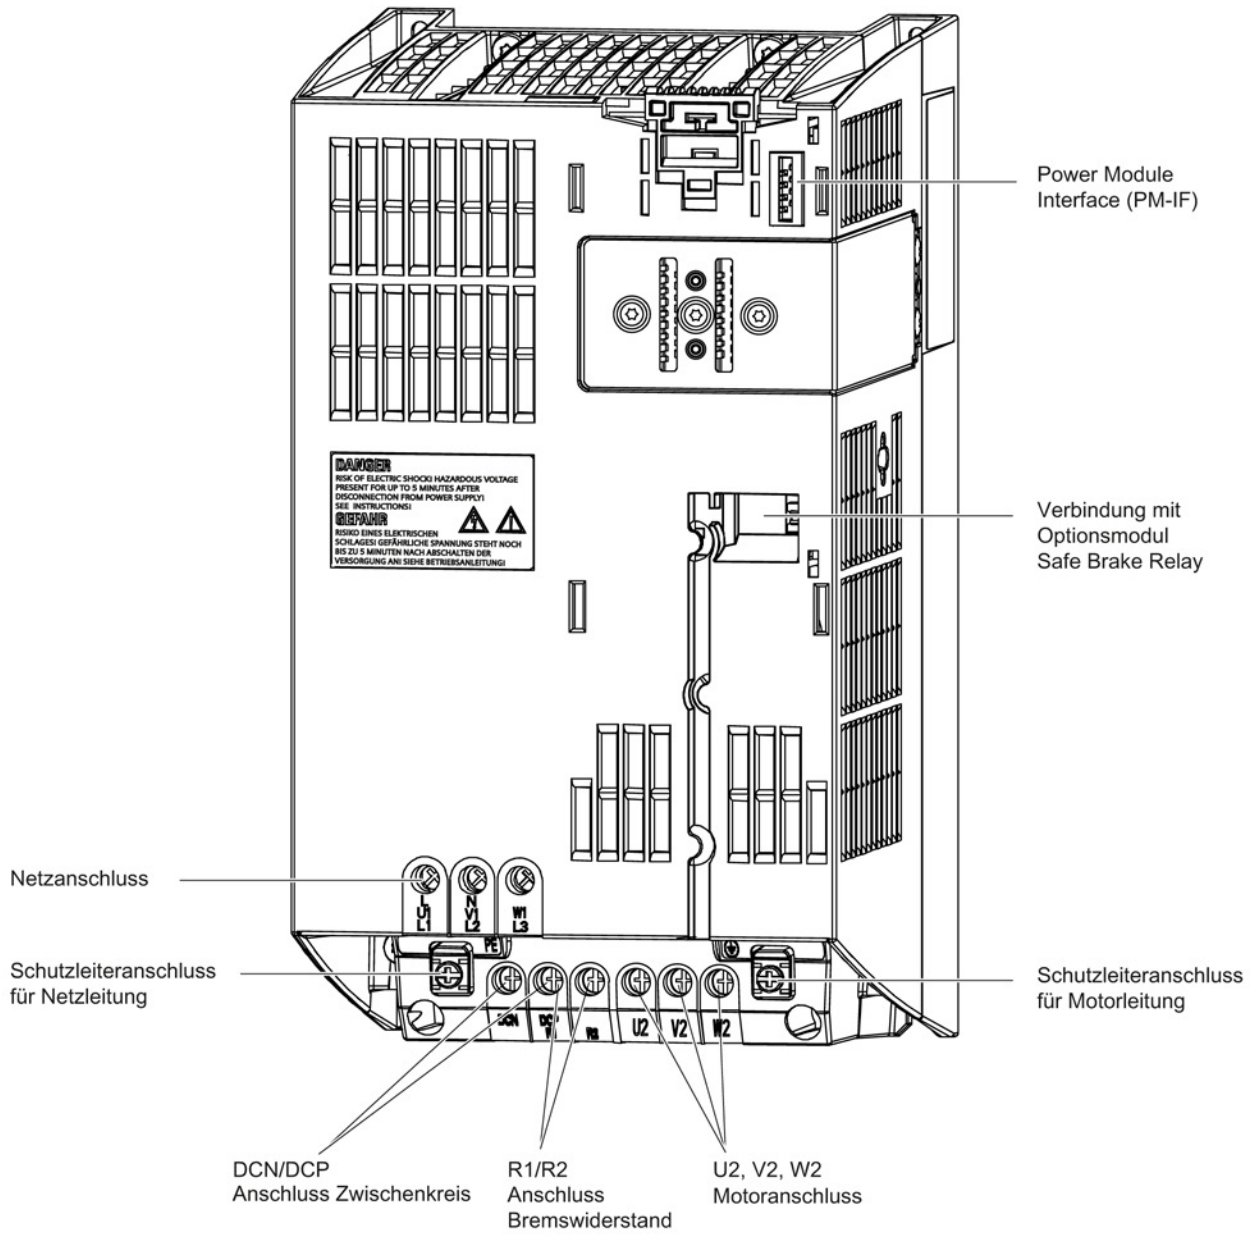 Power Module
Interface (PM-IF)
DANGER
RISK OF ELECTRIC SHOCK! HAZARDOUS VOLTAGE
PRESENT FOR UP TO 5 MINUTES AFTER
DISCONNECTION FROM POWER SUPPLY!
SEE INSTRUCTIONS!
GEFAHR
RISIKO EINES ELEKTRISCHEN
SCHLAGES! GEFÄHRLICHE SPANNUNG STEHT NOCH
BIS ZU 5 MINUTEN NACH ABSCHALTEN DER
VERSORGUNG AN! SIEHE BETRIEBSANLEITUNG!
Verbindung mit
Optionsmodul
Safe Brake Relay
Netzanschluss
L N
U1 V1 W1
L1 L2 L3
PE
Schutzleiteranschluss
für Netzleitung
Schutzleiteranschluss
für Motorleitung
DCN DCP R1 R2 U2 V2 W2
DCN/DCP
Anschluss Zwischenkreis
R1/R2
Anschluss
Bremswiderstand
U2, V2, W2
Motoranschluss